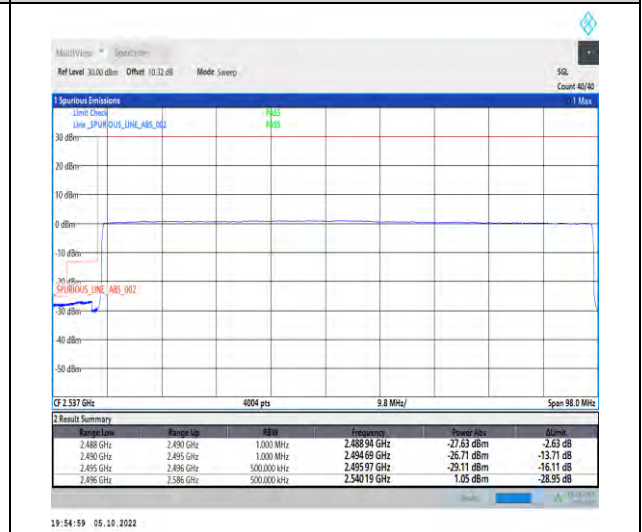 MultiView Spectrum
Ref Level 30.00 dBm Offset 10.32 dB Mode Sweep SGL
Count 40/40
1 Spurious Emissions 1 Max
Limit Check PASS
Line _SPURIOUS_LINE_ABS_002 PASS
30 dBm
20 dBm
10 dBm
0 dBm
-10 dBm
-20 dBm
_SPURIOUS_LINE_ABS_002
-30 dBm
-40 dBm
-50 dBm
CF 2.537 GHz 4004 pts 9.8 MHz/ Span 98.0 MHz
2 Result Summary
Range Low Range Up RBW Frequency Power Abs ΔLimit
2.488 GHz 2.490 GHz 1.000 MHz 2.488 94 GHz -27.63 dBm -2.63 dB
2.490 GHz 2.495 GHz 1.000 MHz 2.494 69 GHz -26.71 dBm -13.71 dB
2.495 GHz 2.496 GHz 500.000 kHz 2.495 97 GHz -29.11 dBm -16.11 dB
2.496 GHz 2.586 GHz 500.000 kHz 2.540 19 GHz 1.05 dBm -28.95 dB
Ready
19:54:59 05.10.2022